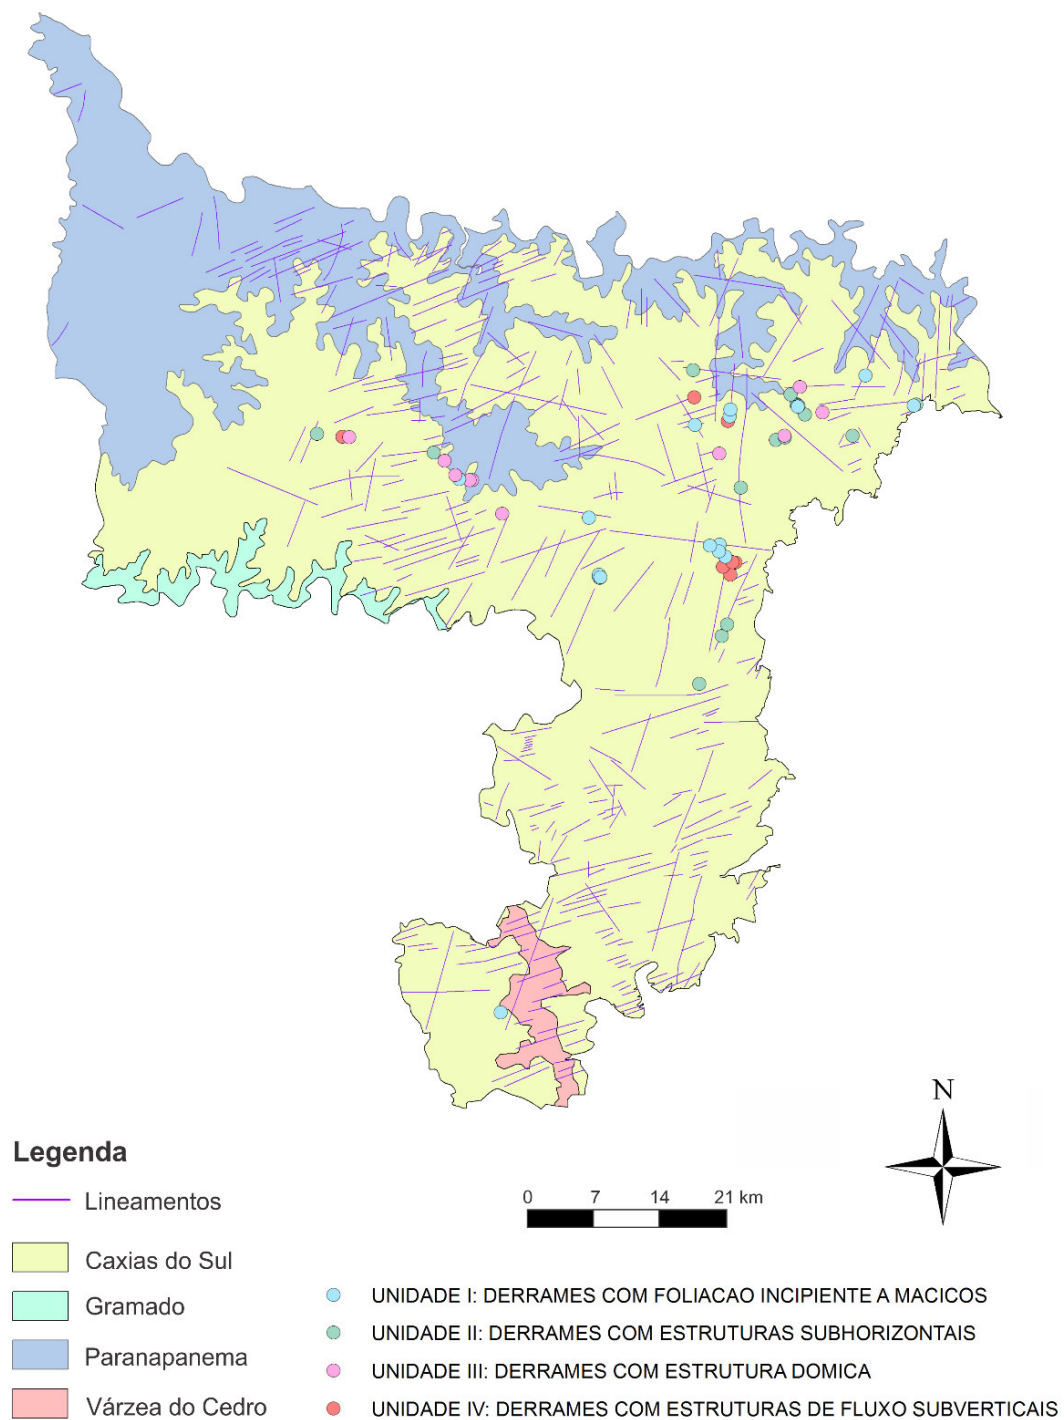 N
Legenda
Lineamentos
0 7 14 21 km
Caxias do Sul
Gramado
Paranapanema
Várzea do Cedro
UNIDADE I: DERRAMES COM FOLIACAO INCIPIENTE A MACICOS
UNIDADE II: DERRAMES COM ESTRUTURAS SUBHORIZONTAIS
UNIDADE III: DERRAMES COM ESTRUTURA DOMICA
UNIDADE IV: DERRAMES COM ESTRUTURAS DE FLUXO SUBVERTICAIS